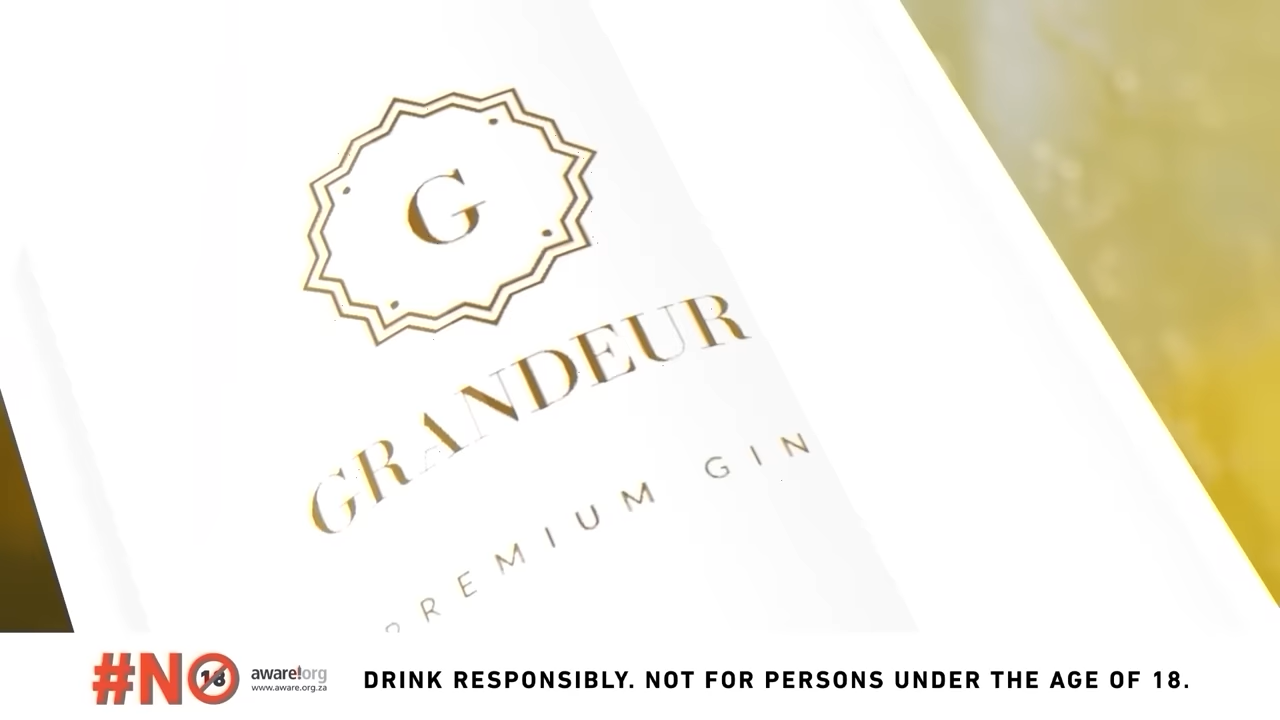 G
GRANDEUR
PREMIUM GIN
#NO 18
aware!org
www.aware.org.za
DRINK RESPONSIBLY. NOT FOR PERSONS UNDER THE AGE OF 18.